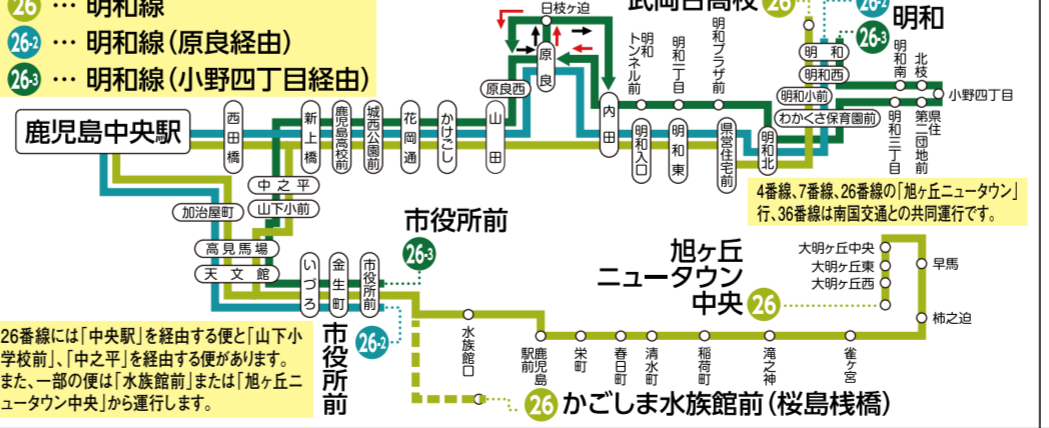 26 … 明和線
26-2 … 明和線(原良経由)
26-3 … 明和線(小野四丁目経由)
鹿児島中央駅
西田橋
新上橋
鹿児島高校前
城西公園前
花岡通
かけごし
山田
原良西
日枝ヶ迫
原良
内田
明和トンネル前
明和一丁目
明和プラザ前
明和入口
明和東
県営住宅前
明和北
26
26-2
明和
26-3
明和
明和西
明和小前
わかくさ保育園前
明和南
北枝
小野四丁目
明和三丁目
県住第二団地前
中之平
山下小前
加治屋町
高見馬場
天文館
いづろ
金生町
市役所前
市役所前
26-3
市役所前
26-2
4番線、7番線、26番線の「旭ヶ丘ニュータウン」
行、36番線は南国交通との共同運行です。
旭ヶ丘
ニュータウン
中央 26
大明ヶ丘中央
大明ヶ丘東
大明ヶ丘西
早馬
柿之迫
水族館口
鹿児島駅前
栄町
春日町
清水町
稲荷町
滝之神
雀ヶ宮
26 かごしま水族館前(桜島桟橋)
26番線には「中央駅」を経由する便と「山下小
学校前」、「中之平」を経由する便があります。
また、一部の便は「水族館前」または「旭ヶ丘ニ
ュータウン中央」から運行します。